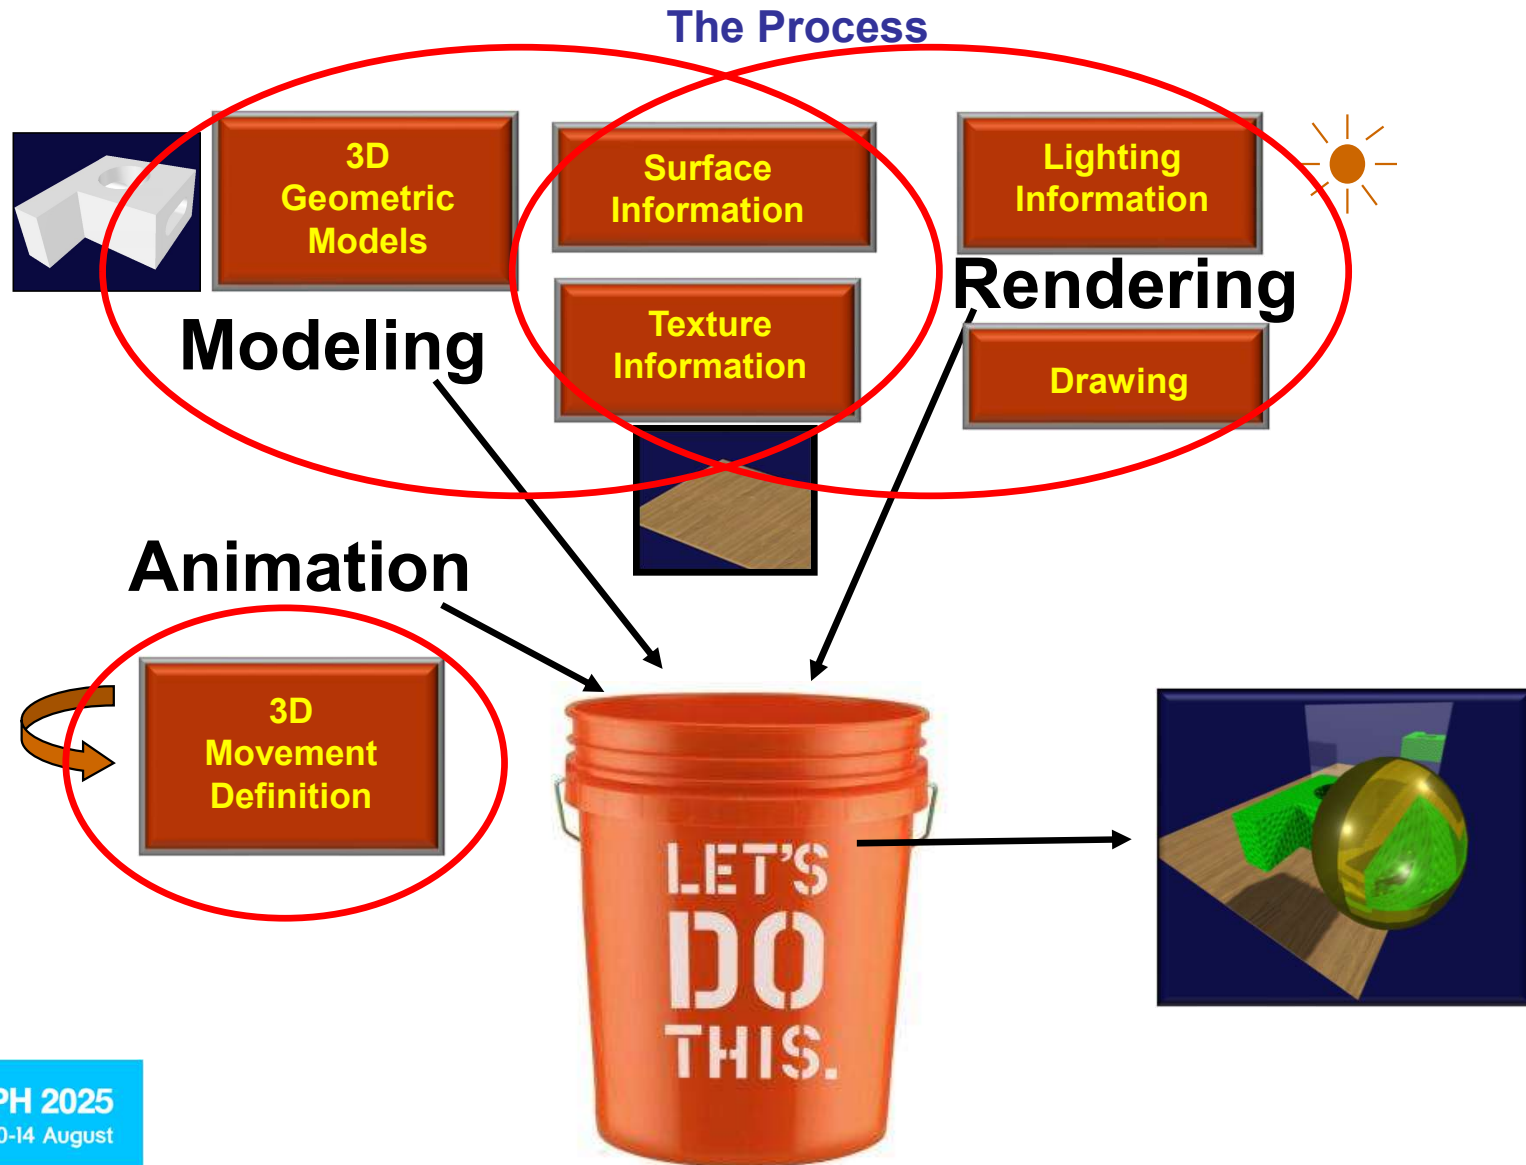 The Process
3D
Geometric
Models
Surface
Information
Lighting
Information
Rendering
Modeling
Texture
Information
Drawing
Animation
3D
Movement
Definition
LET'S
DO
THIS.
PH 2025
0-14 August